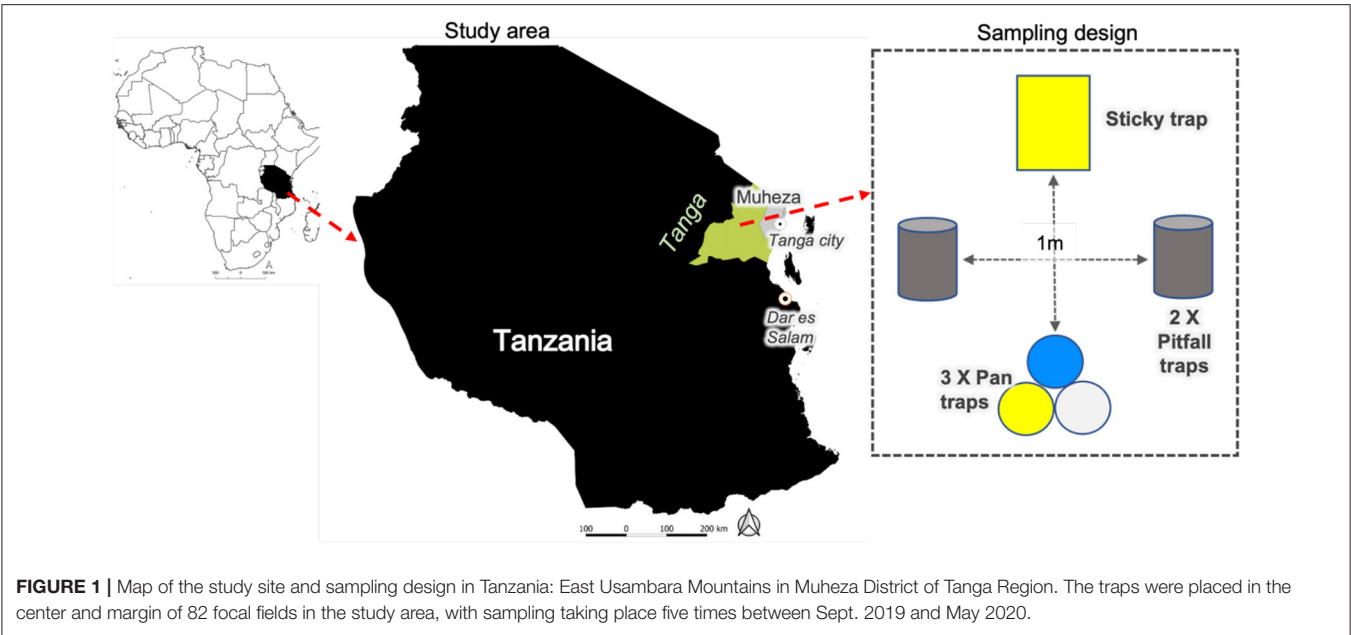 Study area
Sampling design
Sticky trap
Muheza
Tanga
Tanga city
1m
Dar es
Salam
Tanzania
2 X
Pitfall
traps
3 X Pan
traps
A
100 0 100 200 km
FIGURE 1 | Map of the study site and sampling design in Tanzania: East Usambara Mountains in Muheza District of Tanga Region. The traps were placed in the
center and margin of 82 focal fields in the study area, with sampling taking place five times between Sept. 2019 and May 2020.